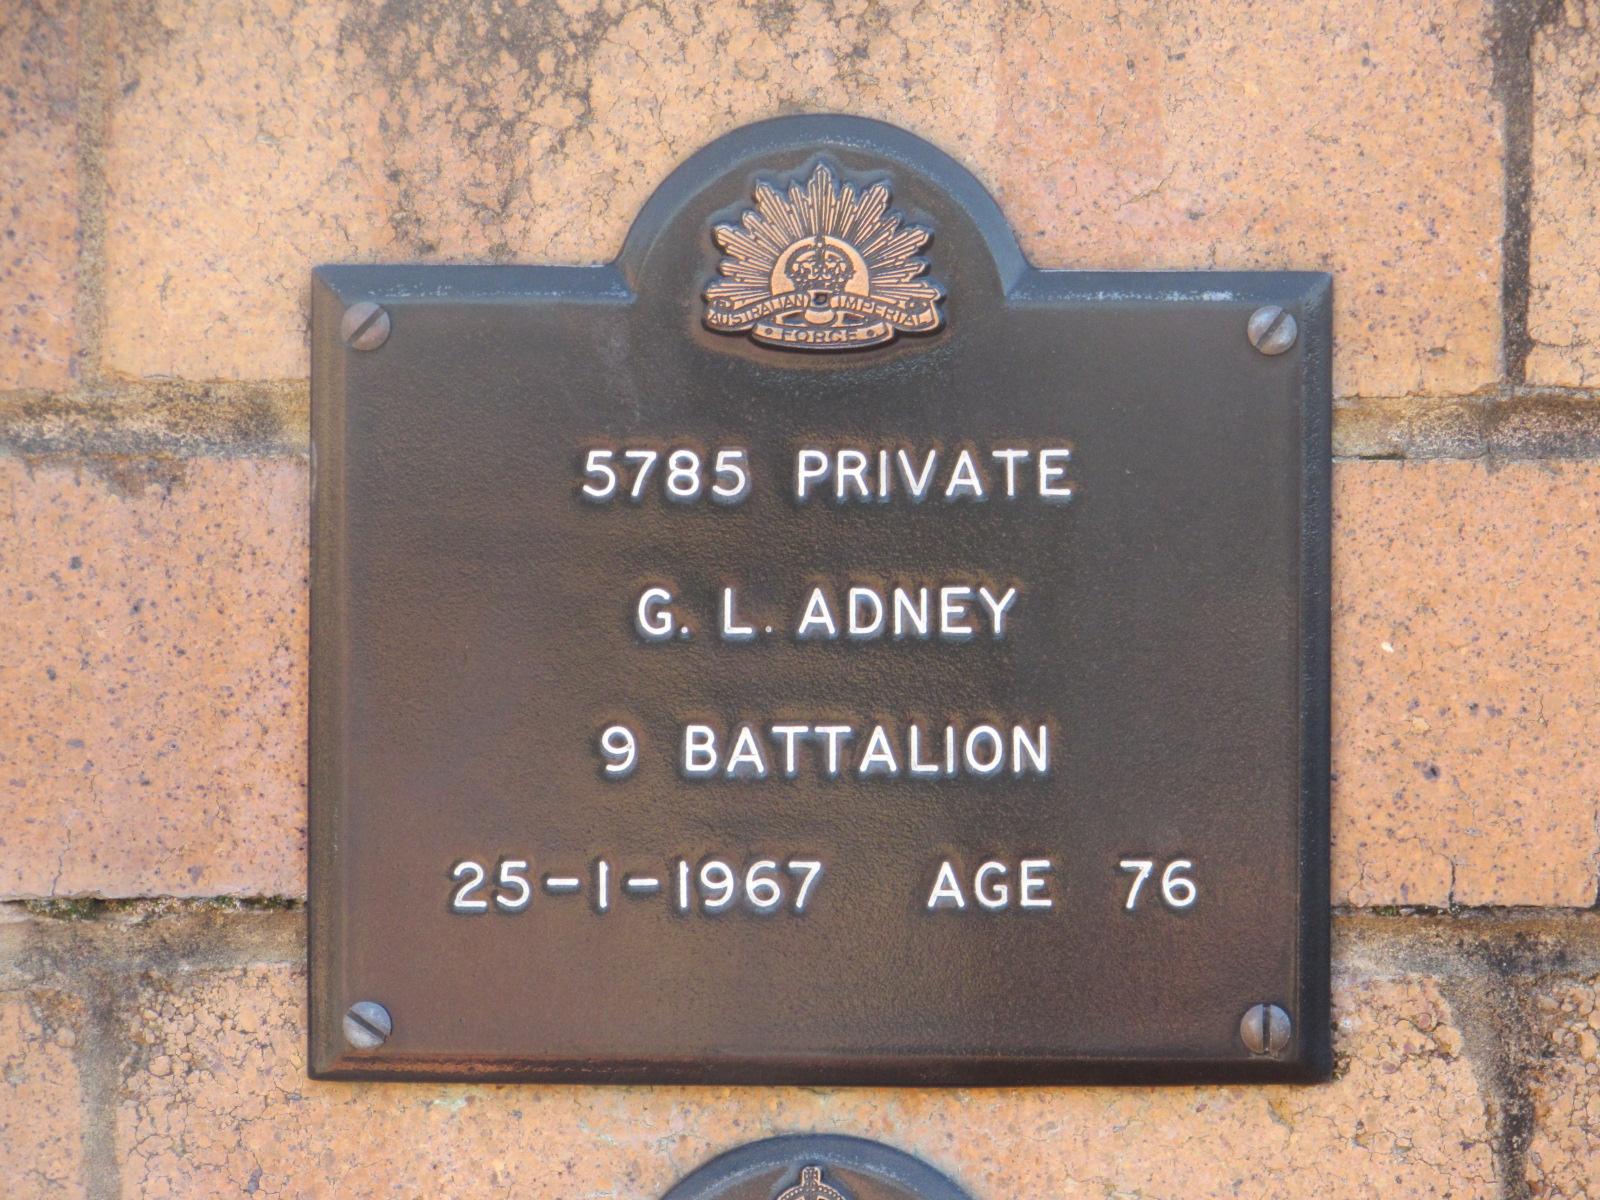 AUSTRALIAN IMPERIAL
FORCE
5785 PRIVATE
G. L. ADNEY
9 BATTALION
25-1-1967 AGE 76